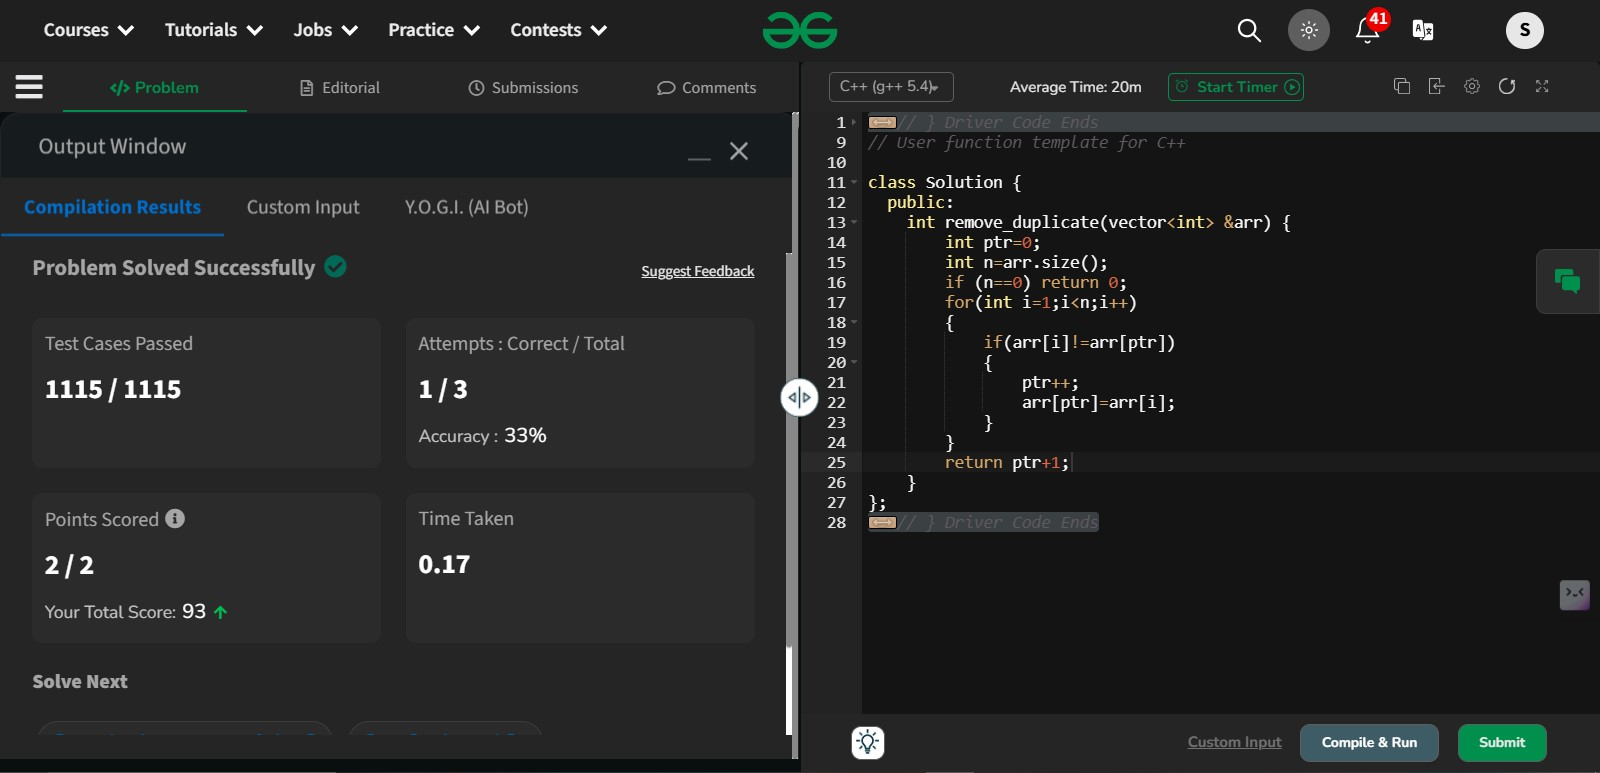 Courses Tutorials Jobs Practice Contests 41 S
</> Problem Editorial Submissions Comments
Output Window
Compilation Results Custom Input Y.O.G.I. (AI Bot)
Problem Solved Successfully
Suggest Feedback
Test Cases Passed
1115 / 1115
Attempts : Correct / Total
1 / 3
Accuracy : 33%
Points Scored
2 / 2
Your Total Score: 93
Time Taken
0.17
Solve Next
C++ (g++ 5.4) Average Time: 20m Start Timer
1 // } Driver Code Ends
9 // User function template for C++
10
11 class Solution {
12 public:
13 int remove_duplicate(vector<int> &arr) {
14 int ptr=0;
15 int n=arr.size();
16 if (n==0) return 0;
17 for(int i=1;i<n;i++)
18 {
19 if(arr[i]!=arr[ptr])
20 {
21 ptr++;
22 arr[ptr]=arr[i];
23 }
24 }
25 return ptr+1;
26 }
27 };
28 // } Driver Code Ends
Custom Input Compile & Run Submit